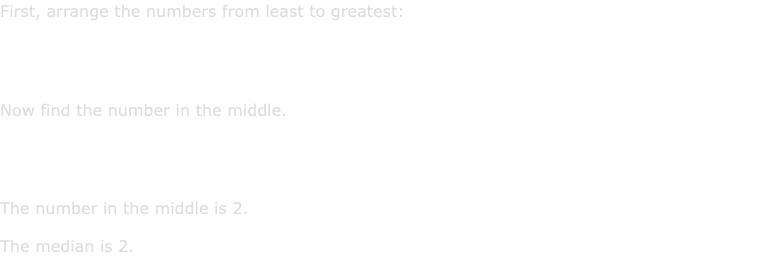 First, arrange the numbers from least to greatest:
Now find the number in the middle.
The number in the middle is 2.
The median is 2.